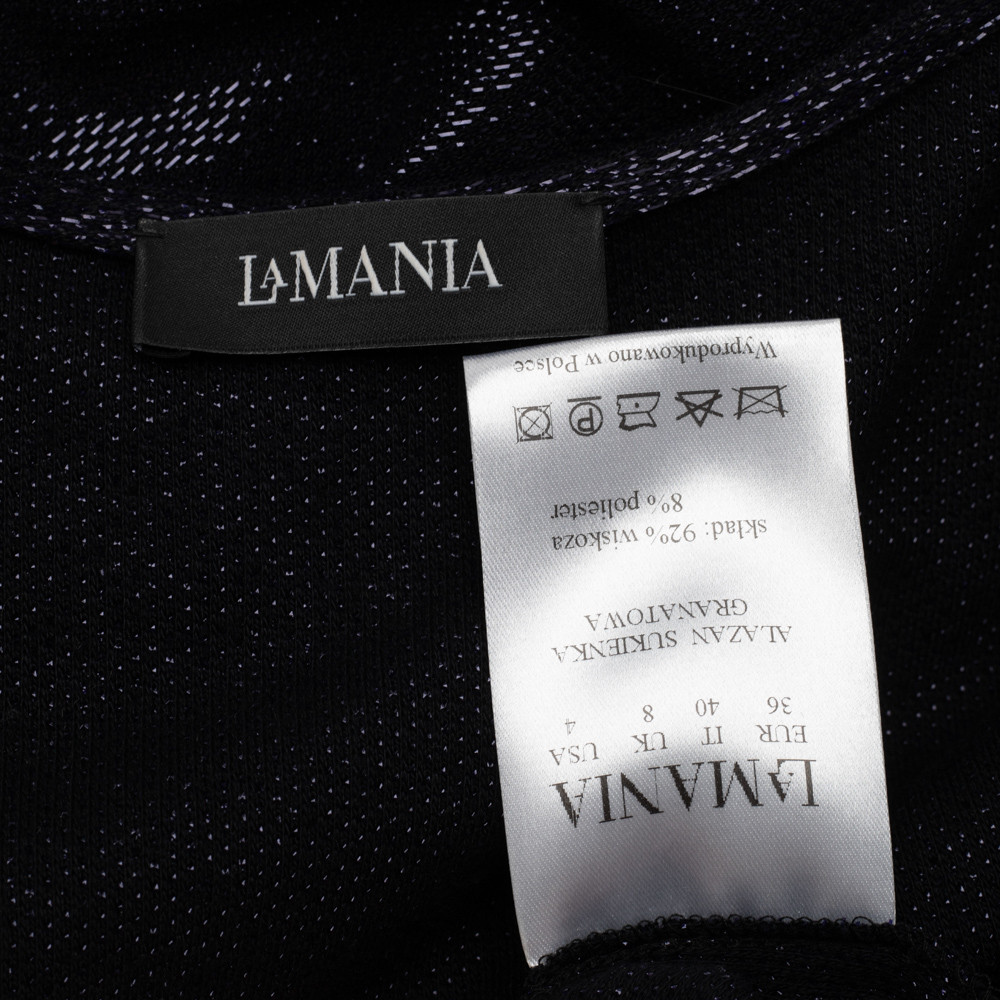 LAMANIA
LAMANIA
EUR IT UK USA
36 40 8 4
ALAZAN SUKIENKA
GRANATOWA
skład: 92% wiskoza
8% poliester
P
Wyprodukowano w Polsce